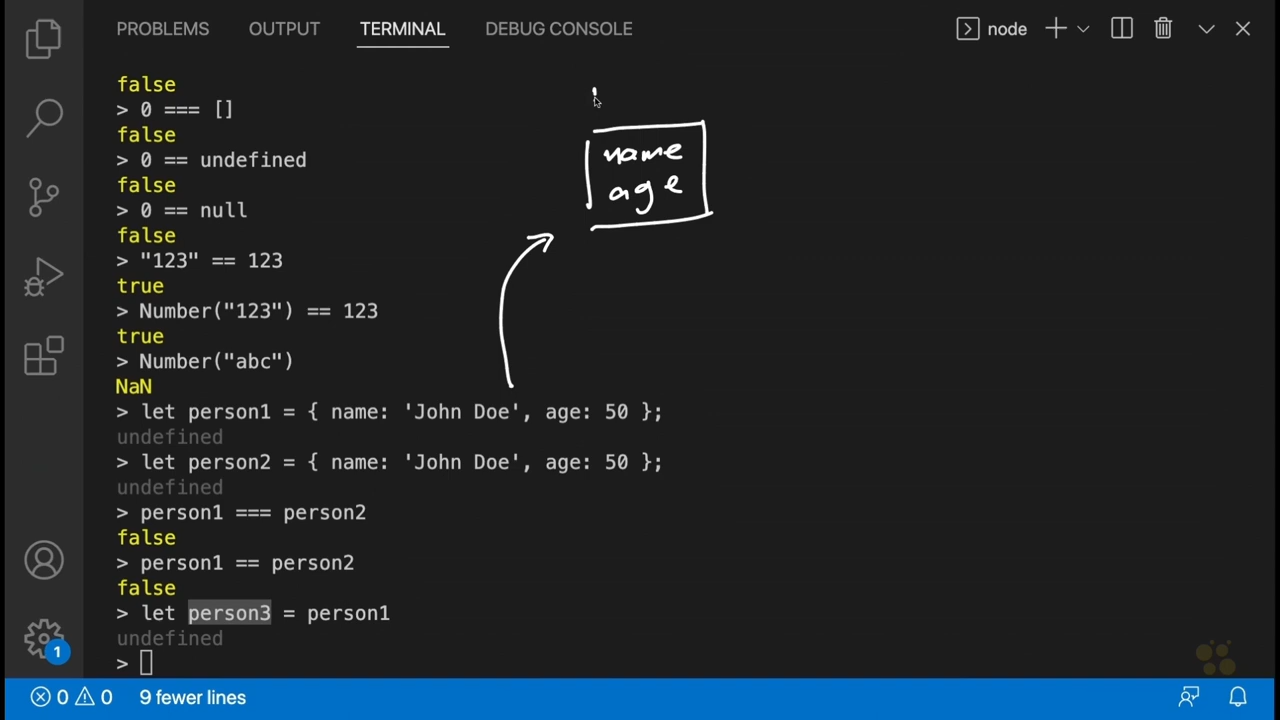 PROBLEMS OUTPUT TERMINAL DEBUG CONSOLE node
false
> 0 === []
false
> 0 == undefined
false
> 0 == null
false
> "123" == 123
true
> Number("123") == 123
true
> Number("abc")
NaN
> let person1 = { name: 'John Doe', age: 50 };
undefined
> let person2 = { name: 'John Doe', age: 50 };
undefined
> person1 === person2
false
> person1 == person2
false
> let person3 = person1
undefined
>
name
age
1
0 0 9 fewer lines